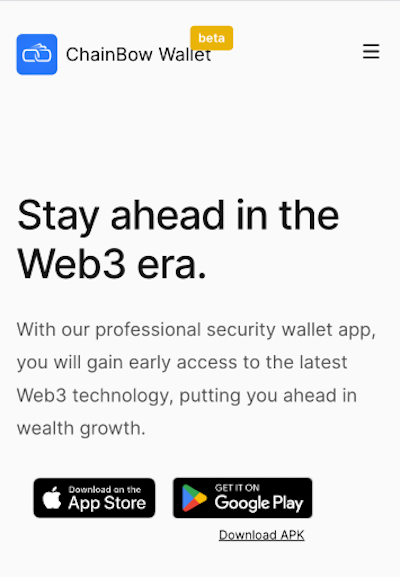 beta
ChainBow Wallet
Stay ahead in the
Web3 era.
With our professional security wallet app,
you will gain early access to the latest
Web3 technology, putting you ahead in
wealth growth.
Download on the
App Store
GET IT ON
Google Play
Download APK